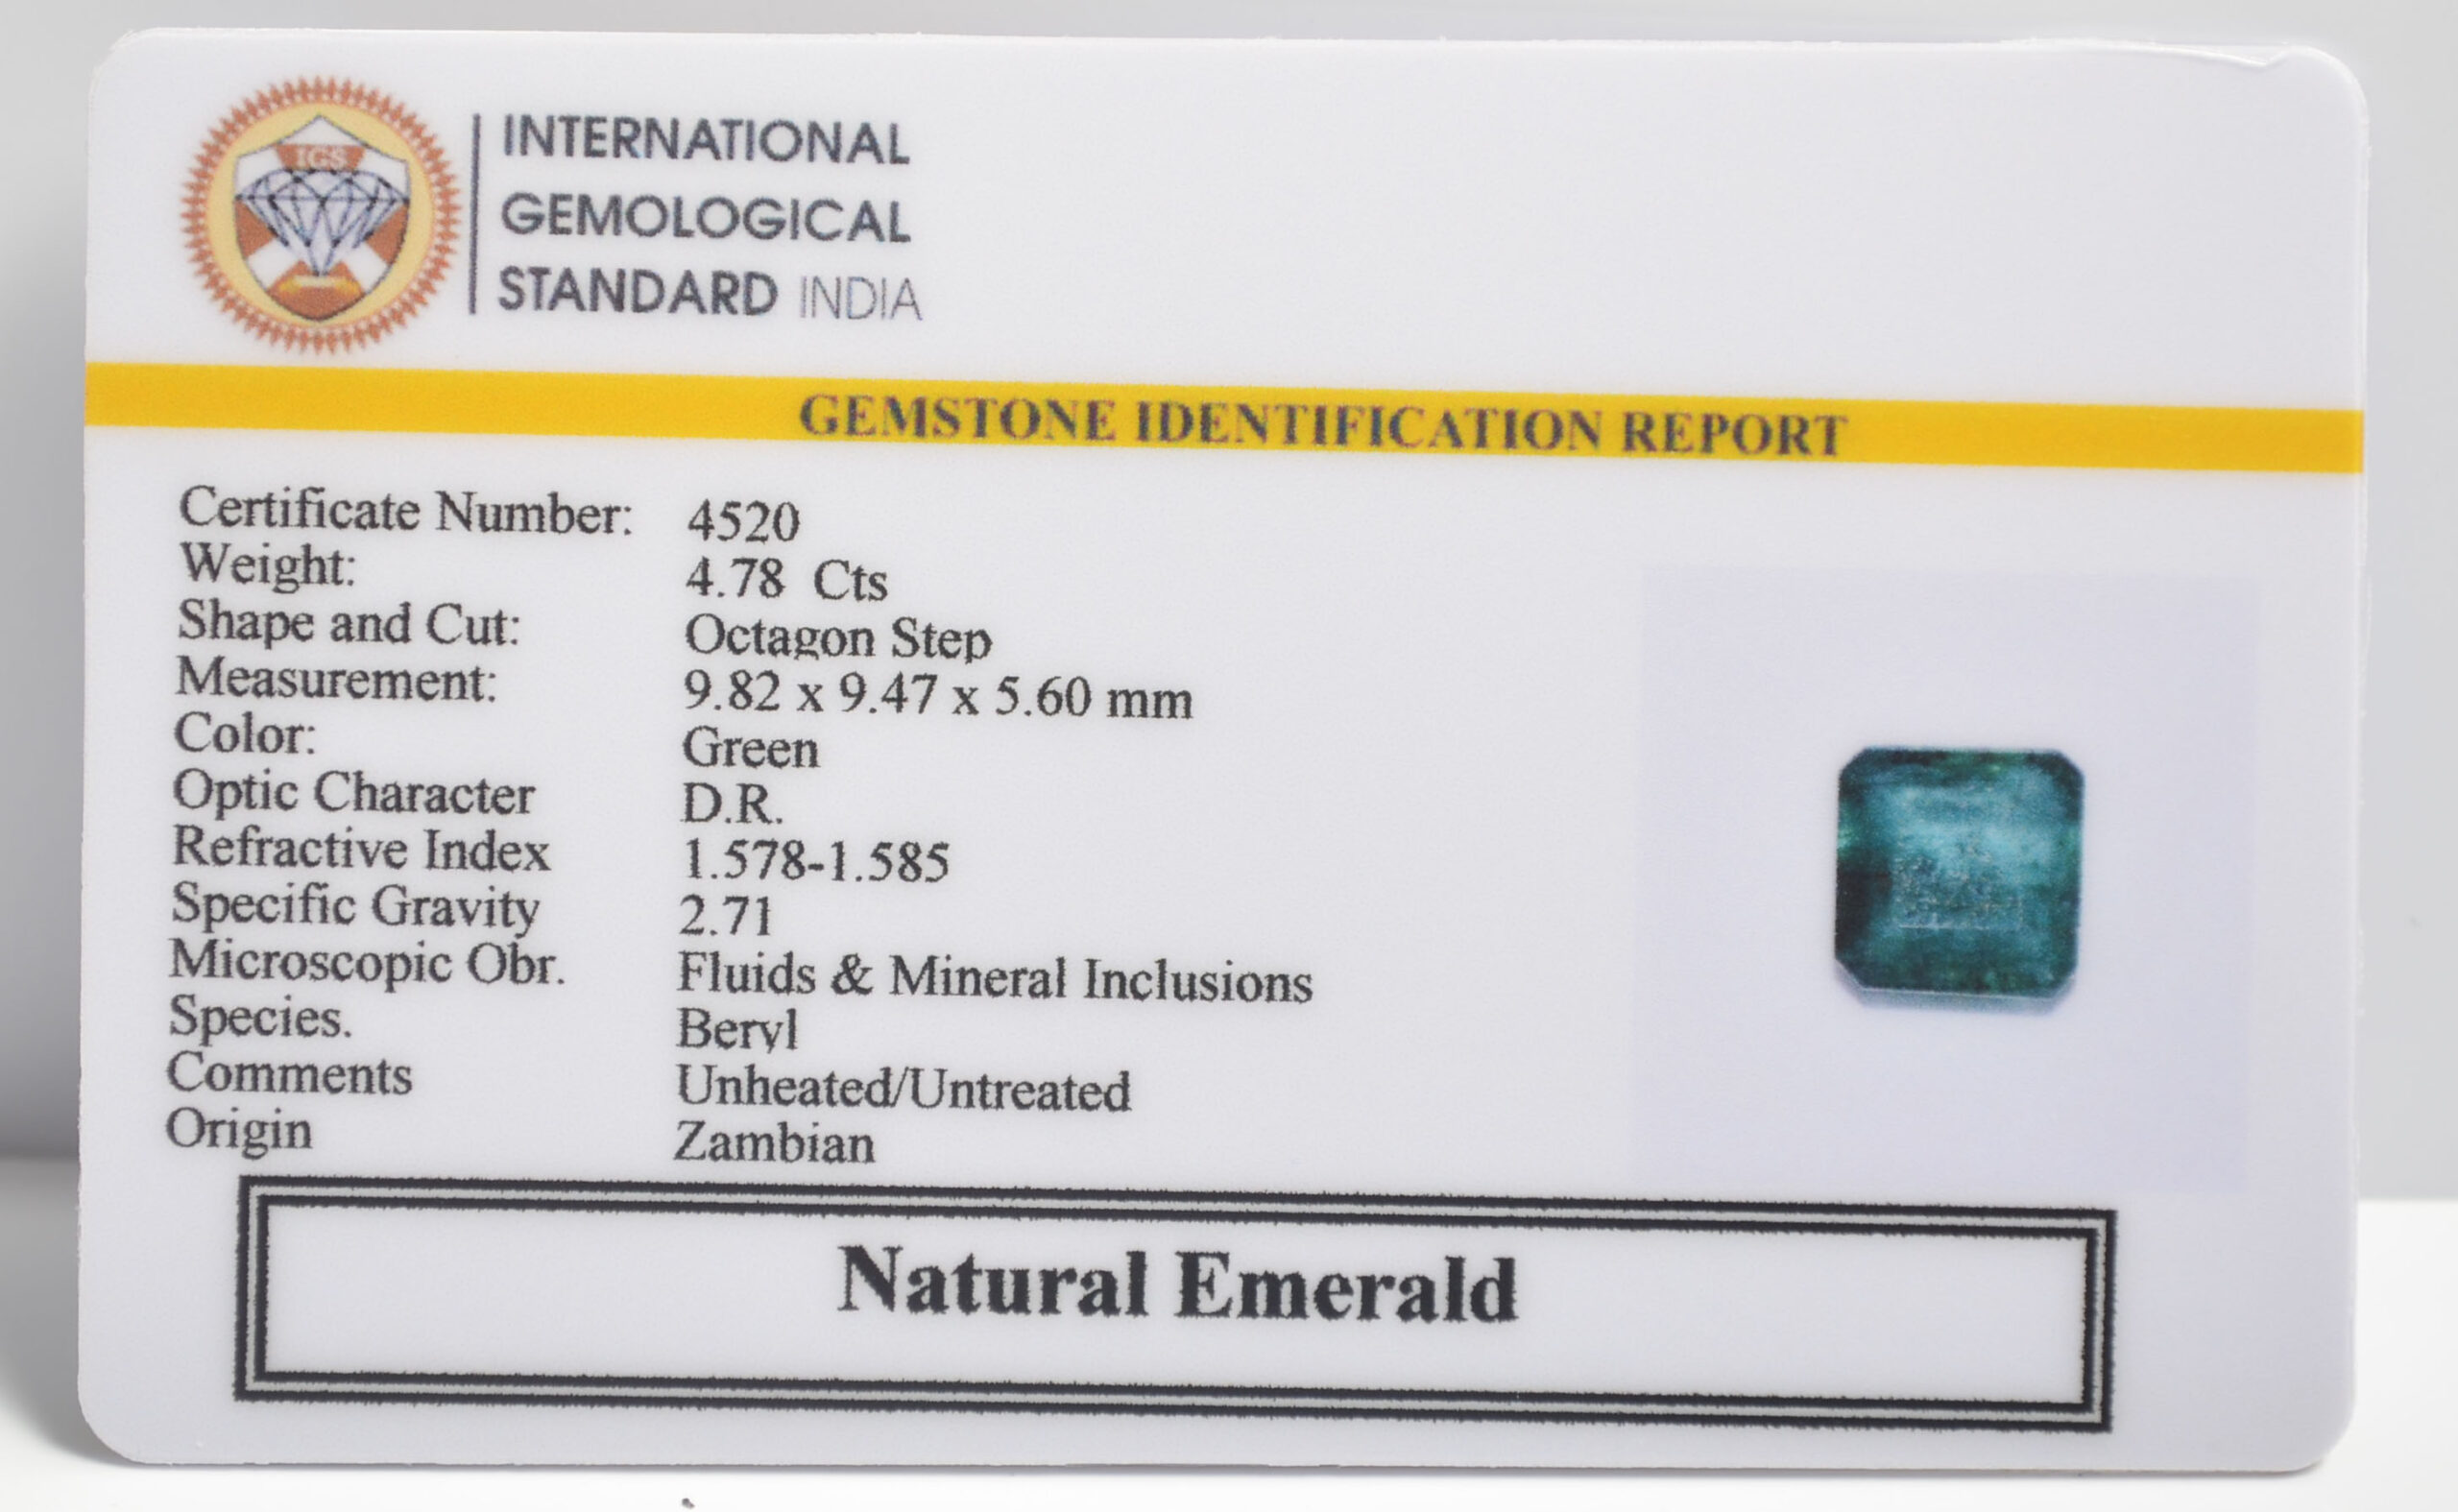 IGS
INTERNATIONAL
GEMOLOGICAL
STANDARD INDIA
GEMSTONE IDENTIFICATION REPORT
Certificate Number: 4520
Weight: 4.78 Cts
Shape and Cut: Octagon Step
Measurement: 9.82 x 9.47 x 5.60 mm
Color: Green
Optic Character D.R.
Refractive Index 1.578-1.585
Specific Gravity 2.71
Microscopic Obr. Fluids & Mineral Inclusions
Species. Beryl
Comments Unheated/Untreated
Origin Zambian
Natural Emerald